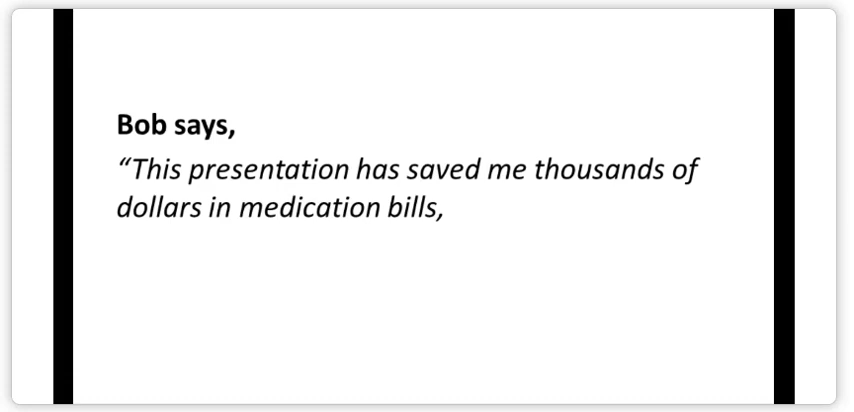 Bob says,
“This presentation has saved me thousands of
dollars in medication bills,